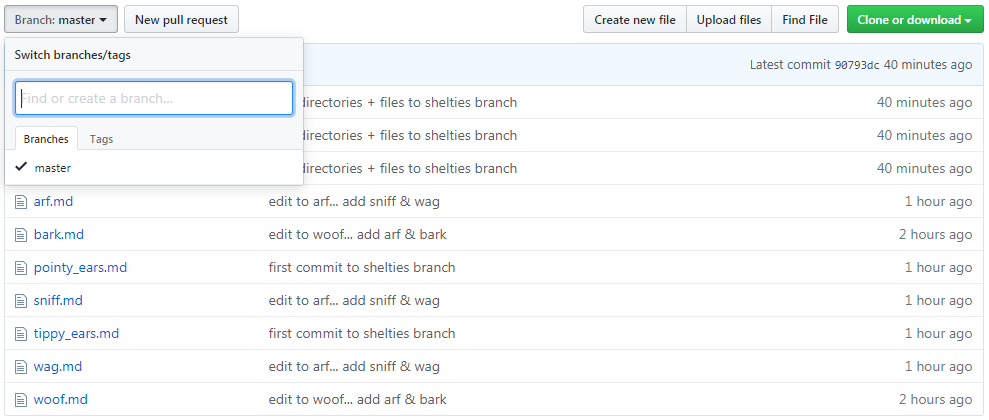 Branch: master New pull request Create new file Upload files Find File Clone or download
Switch branches/tags
Latest commit 90793dc 40 minutes ago
Find or create a branch...
directories + files to shelties branch 40 minutes ago
Branches Tags
directories + files to shelties branch 40 minutes ago
master
directories + files to shelties branch 40 minutes ago
arf.md edit to arf... add sniff & wag 1 hour ago
bark.md edit to woof... add arf & bark 2 hours ago
pointy_ears.md first commit to shelties branch 1 hour ago
sniff.md edit to arf... add sniff & wag 1 hour ago
tippy_ears.md first commit to shelties branch 1 hour ago
wag.md edit to arf... add sniff & wag 1 hour ago
woof.md edit to woof... add arf & bark 2 hours ago